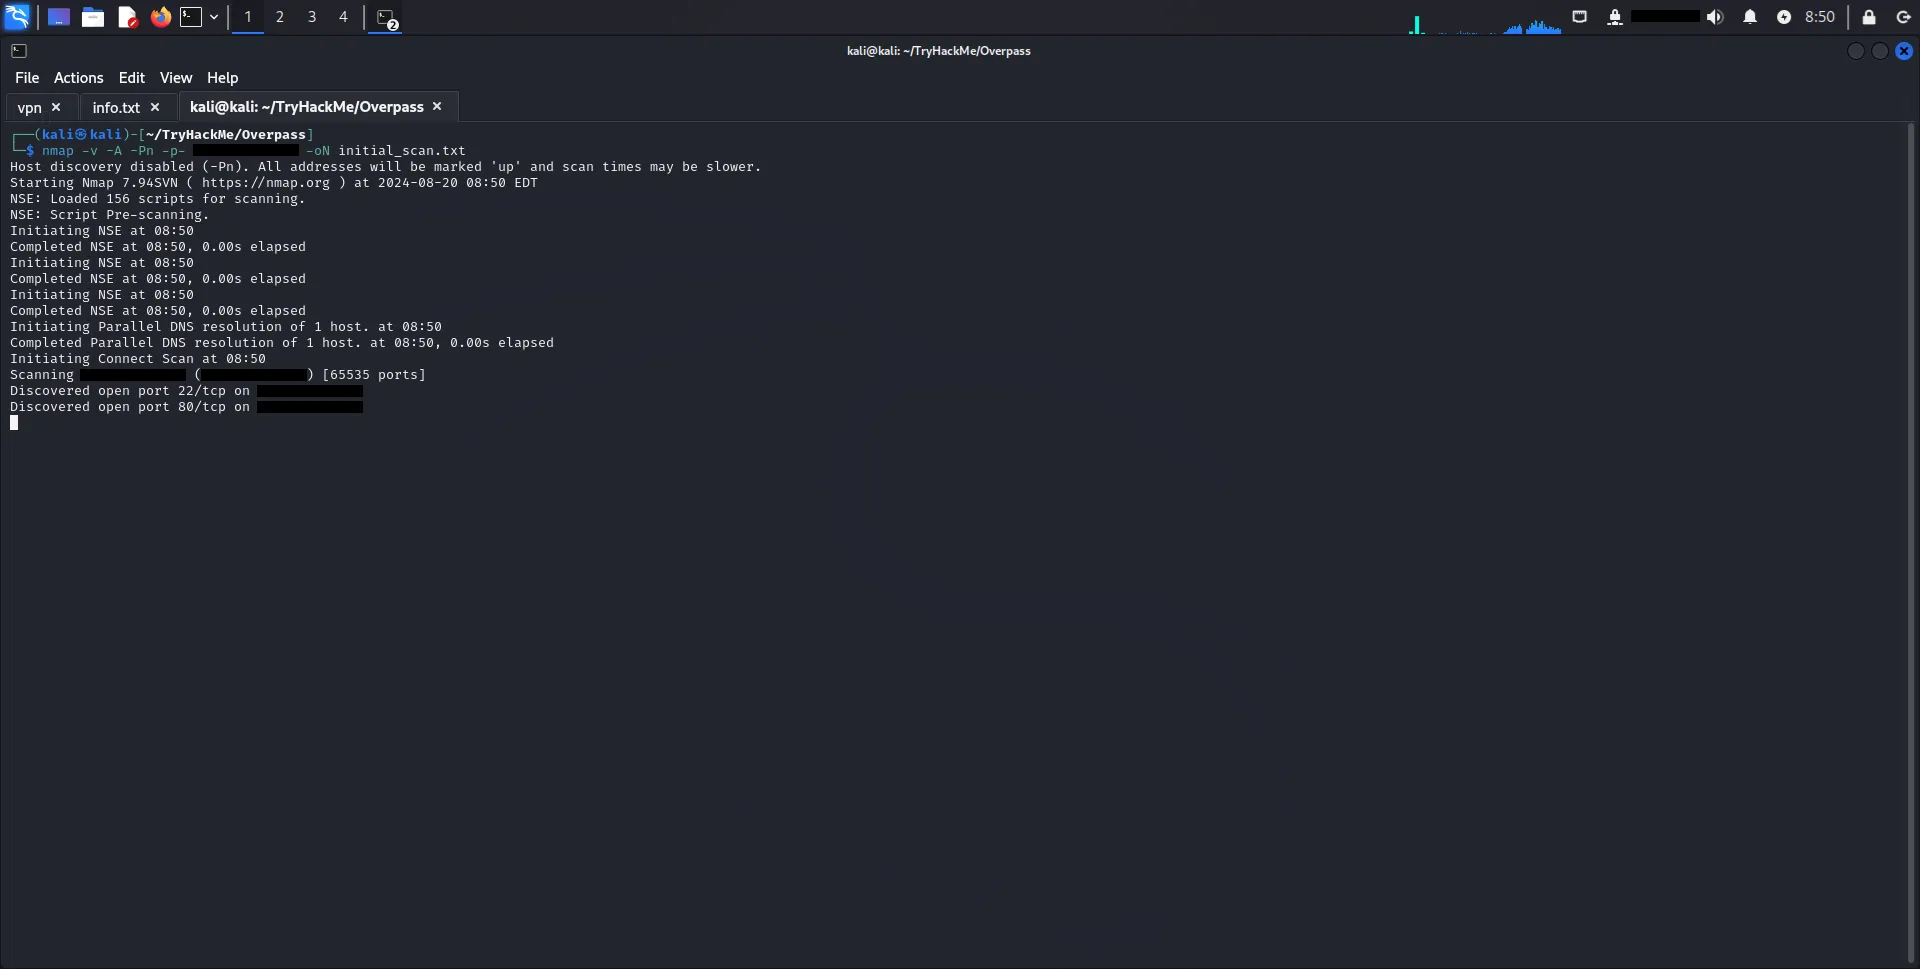 1 2 3 4 2 8:50
kali@kali: ~/TryHackMe/Overpass
File Actions Edit View Help
vpn × info.txt × kali@kali: ~/TryHackMe/Overpass ×
┌──(kali㉿kali)-[~/TryHackMe/Overpass]
└─$ nmap -v -A -Pn -p- -oN initial_scan.txt
Host discovery disabled (-Pn). All addresses will be marked 'up' and scan times may be slower.
Starting Nmap 7.94SVN ( https://nmap.org ) at 2024-08-20 08:50 EDT
NSE: Loaded 156 scripts for scanning.
NSE: Script Pre-scanning.
Initiating NSE at 08:50
Completed NSE at 08:50, 0.00s elapsed
Initiating NSE at 08:50
Completed NSE at 08:50, 0.00s elapsed
Initiating NSE at 08:50
Completed NSE at 08:50, 0.00s elapsed
Initiating Parallel DNS resolution of 1 host. at 08:50
Completed Parallel DNS resolution of 1 host. at 08:50, 0.00s elapsed
Initiating Connect Scan at 08:50
Scanning ( ) [65535 ports]
Discovered open port 22/tcp on
Discovered open port 80/tcp on